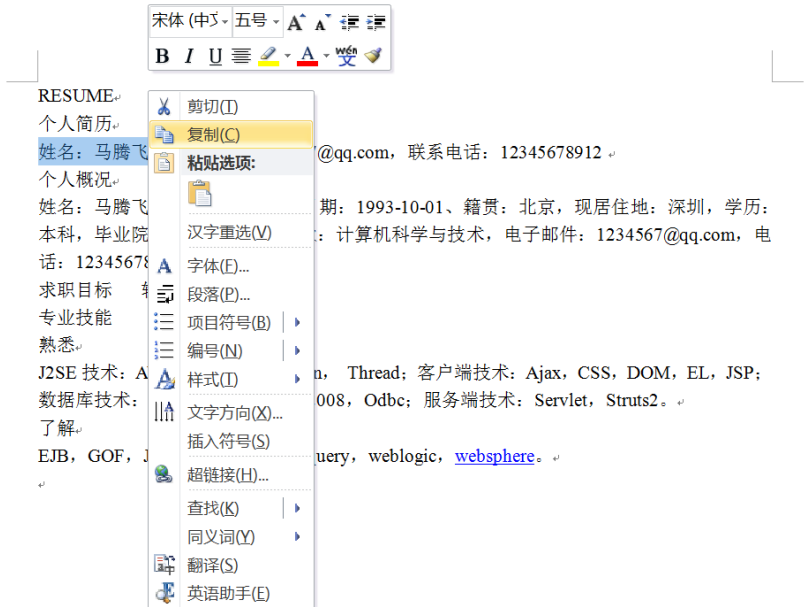 宋体 (中文 五号 A A
B I U A wén 变
RESUME
个人简历
姓名：马腾飞 @qq.com，联系电话：12345678912
个人概况
姓名：马腾飞 期：1993-10-01、籍贯：北京，现居住地：深圳，学历：
本科，毕业院 ：计算机科学与技术，电子邮件：1234567@qq.com，电
话：12345678
求职目标
专业技能
熟悉
J2SE 技术：A ， Thread；客户端技术：Ajax，CSS，DOM，EL，JSP；
数据库技术： 008，Odbc；服务端技术：Servlet，Struts2。
了解
EJB，GOF，J uery，weblogic，websphere。
剪切(T)
复制(C)
粘贴选项:
汉字重选(V)
字体(F)...
段落(P)...
项目符号(B)
编号(N)
样式(T)
文字方向(X)...
插入符号(S)
超链接(H)...
查找(K)
同义词(Y)
翻译(S)
英语助手(E)